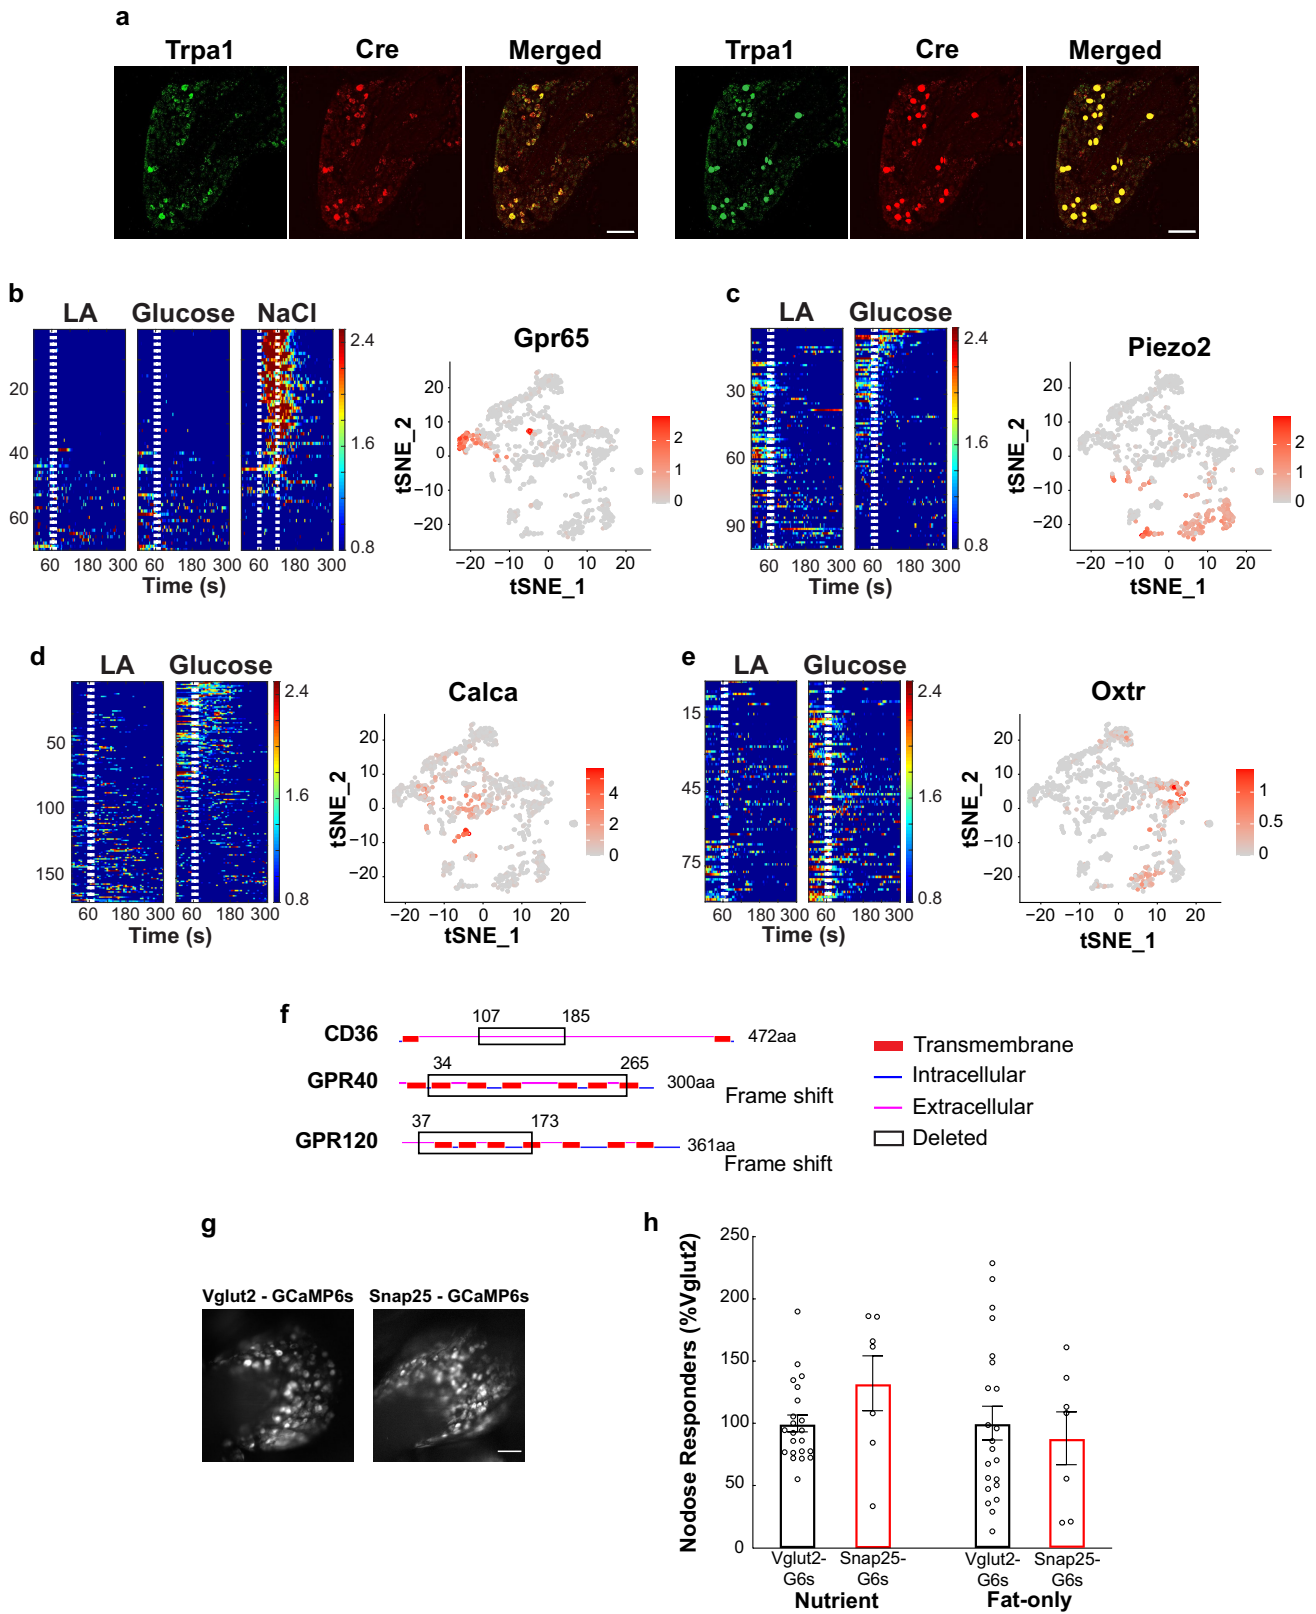 a
Trpa1 Cre Merged Trpa1 Cre Merged
b
LA Glucose NaCl
20
40
60
2.4
1.6
0.8
60 180 300 60 180 300 60 180 300
Time (s)
Gpr65
tSNE_2
20
10
0
−10
−20
−20 −10 0 10 20
tSNE_1
2
1
0
c
LA Glucose
30
60
90
2.4
1.6
0.8
60 180 300 60 180 300
Time (s)
Piezo2
tSNE_2
20
10
0
−10
−20
−20 −10 0 10 20
tSNE_1
2
1
0
d
LA Glucose
50
100
150
2.4
1.6
0.8
60 180 300 60 180 300
Time (s)
Calca
tSNE_2
20
10
0
−10
−20
−20 −10 0 10 20
tSNE_1
4
2
0
e
LA Glucose
15
45
75
2.4
1.6
0.8
60 180 300 60 180 300
Time (s)
Oxtr
tSNE_2
20
10
0
−10
−20
−20 −10 0 10 20
tSNE_1
1
0.5
0
f
107 185
CD36 472aa
34 265
GPR40 300aa
Frame shift
37 173
GPR120 361aa
Frame shift
Transmembrane
Intracellular
Extracellular
Deleted
g
Vglut2 - GCaMP6s Snap25 - GCaMP6s
h
Nodose Responders (%Vglut2)
250
200
150
100
50
0
Vglut2- Snap25- Vglut2- Snap25-
G6s G6s G6s G6s
Nutrient Fat-only